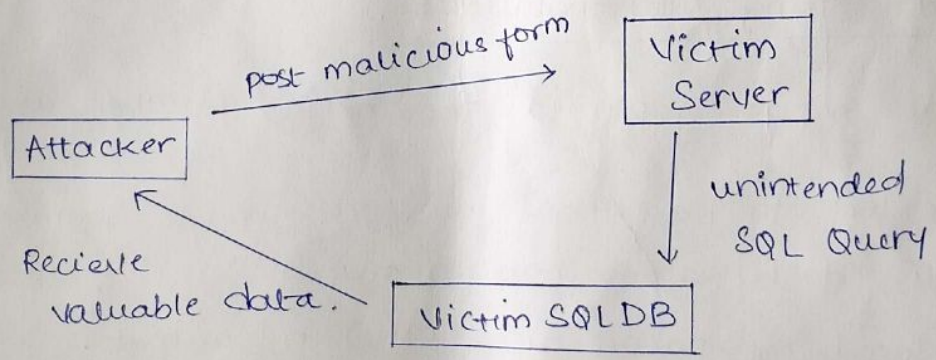 post malicious form
Victim
Server
Attacker
unintended
SQL Query
Recieve
valuable data.
Victim SQLDB